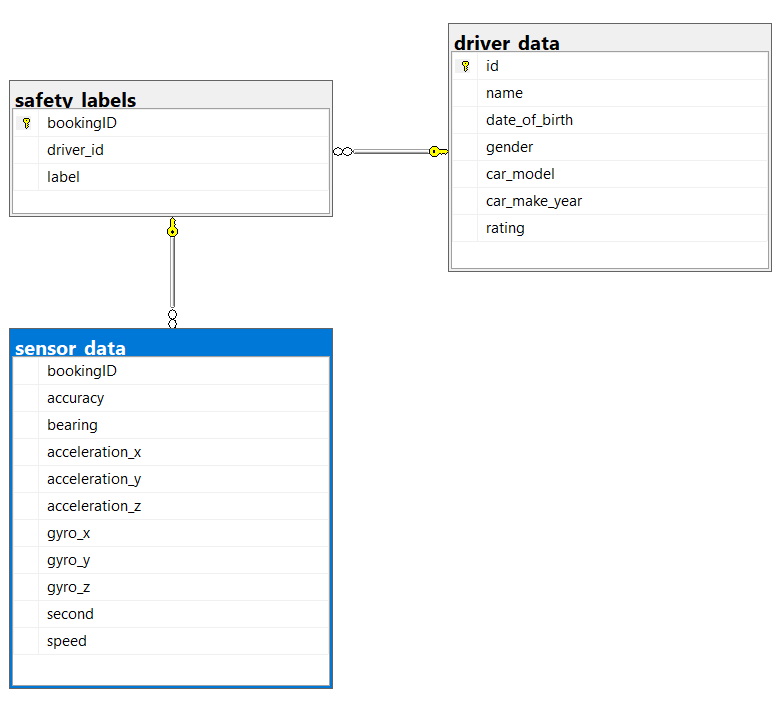 safety_labels
bookingID
driver_id
label
driver_data
id
name
date_of_birth
gender
car_model
car_make_year
rating
sensor_data
bookingID
accuracy
bearing
acceleration_x
acceleration_y
acceleration_z
gyro_x
gyro_y
gyro_z
second
speed